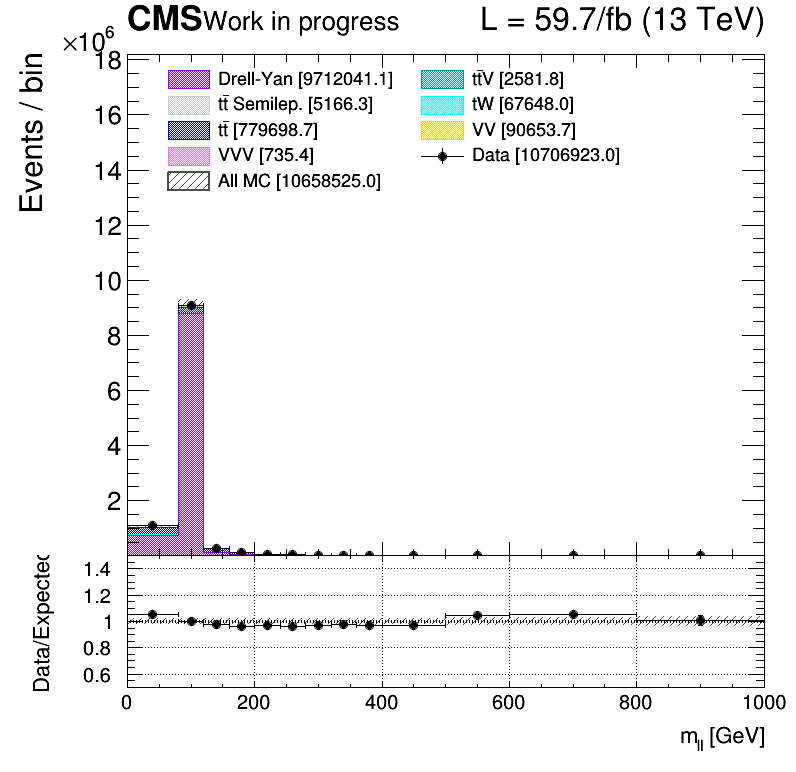 CMS Work in progress L = 59.7/fb (13 TeV)
×10⁶
Events / bin
18
16
14
12
10
8
6
4
2
Drell-Yan [9712041.1]
tt̄ Semilep. [5166.3]
tt̄ [779698.7]
VVV [735.4]
All MC [10658525.0]
tt̄V [2581.8]
tW [67648.0]
VV [90653.7]
Data [10706923.0]
Data/Expected
1.4
1.2
1
0.8
0.6
0 200 400 600 800 1000
m_ll [GeV]